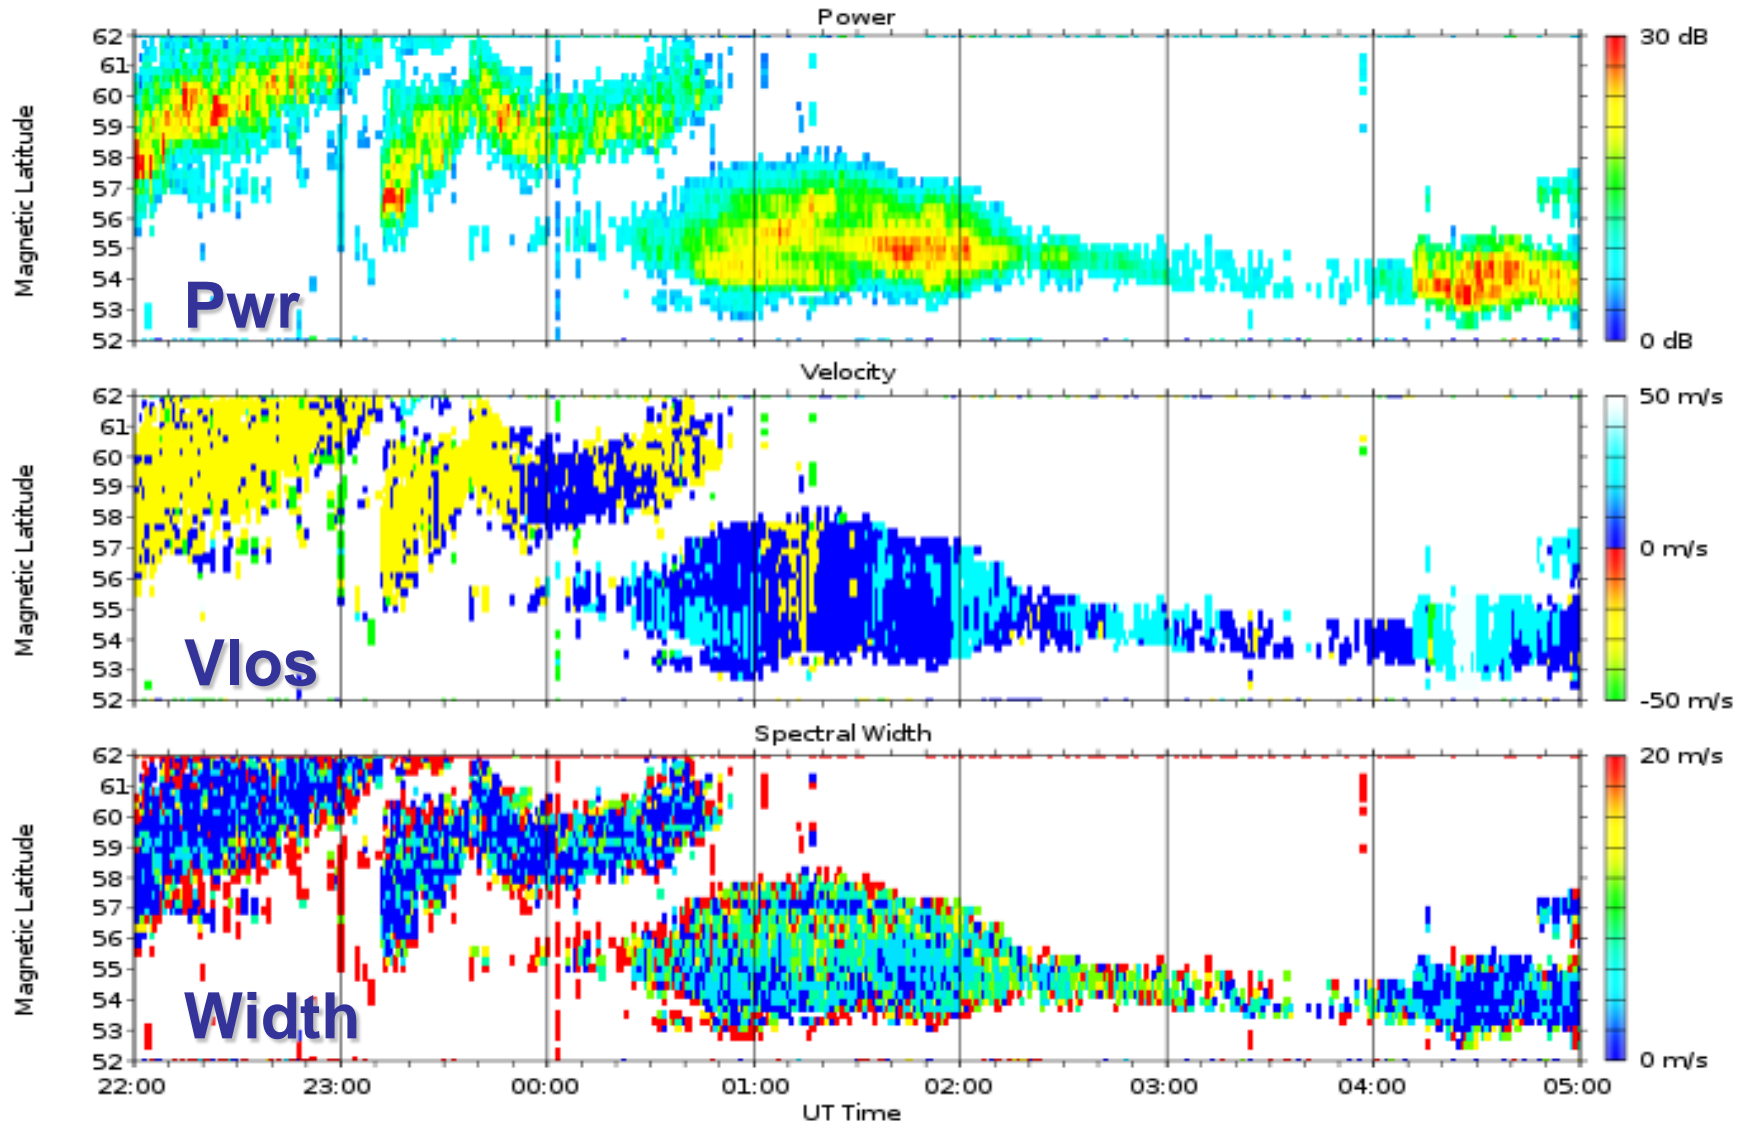 Power
62
61
60
59
58
57
56
55
54
53
52
Magnetic Latitude
Pwr
30 dB
0 dB
Velocity
62
61
60
59
58
57
56
55
54
53
52
Magnetic Latitude
Vlos
50 m/s
0 m/s
-50 m/s
Spectral Width
62
61
60
59
58
57
56
55
54
53
52
Magnetic Latitude
Width
20 m/s
0 m/s
22:00 23:00 00:00 01:00 02:00 03:00 04:00 05:00
UT Time